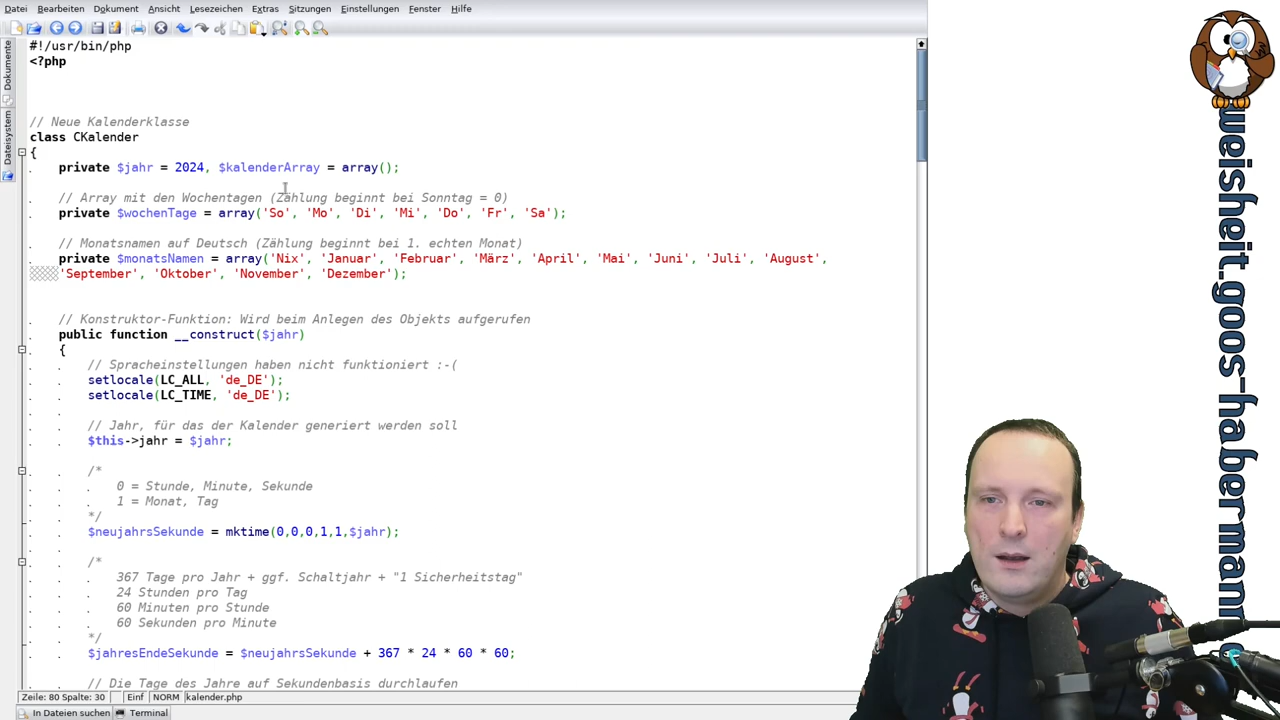 Datei Bearbeiten Dokument Ansicht Lesezeichen Extras Sitzungen Einstellungen Fenster Hilfe
Dokumente
Dateisystem
#!/usr/bin/php
<?php
// Neue Kalenderklasse
class CKalender
{
private $jahr = 2024, $kalenderArray = array();
// Array mit den Wochentagen (Zählung beginnt bei Sonntag = 0)
private $wochenTage = array('So', 'Mo', 'Di', 'Mi', 'Do', 'Fr', 'Sa');
// Monatsnamen auf Deutsch (Zählung beginnt bei 1. echten Monat)
private $monatsNamen = array('Nix', 'Januar', 'Februar', 'März', 'April', 'Mai', 'Juni', 'Juli', 'August',
'September', 'Oktober', 'November', 'Dezember');
// Konstruktor-Funktion: Wird beim Anlegen des Objekts aufgerufen
public function __construct($jahr)
{
// Spracheinstellungen haben nicht funktioniert :-(
setlocale(LC_ALL, 'de_DE');
setlocale(LC_TIME, 'de_DE');
// Jahr, für das der Kalender generiert werden soll
$this->jahr = $jahr;
/*
0 = Stunde, Minute, Sekunde
1 = Monat, Tag
*/
$neujahrsSekunde = mktime(0,0,0,1,1,$jahr);
/*
367 Tage pro Jahr + ggf. Schaltjahr + "1 Sicherheitstag"
24 Stunden pro Tag
60 Minuten pro Stunde
60 Sekunden pro Minute
*/
$jahresEndeSekunde = $neujahrsSekunde + 367 * 24 * 60 * 60;
// Die Tage des Jahre auf Sekundenbasis durchlaufen
Zeile: 80 Spalte: 30 Einf NORM kalender.php
In Dateien suchen Terminal
weisheit.goos-habermann